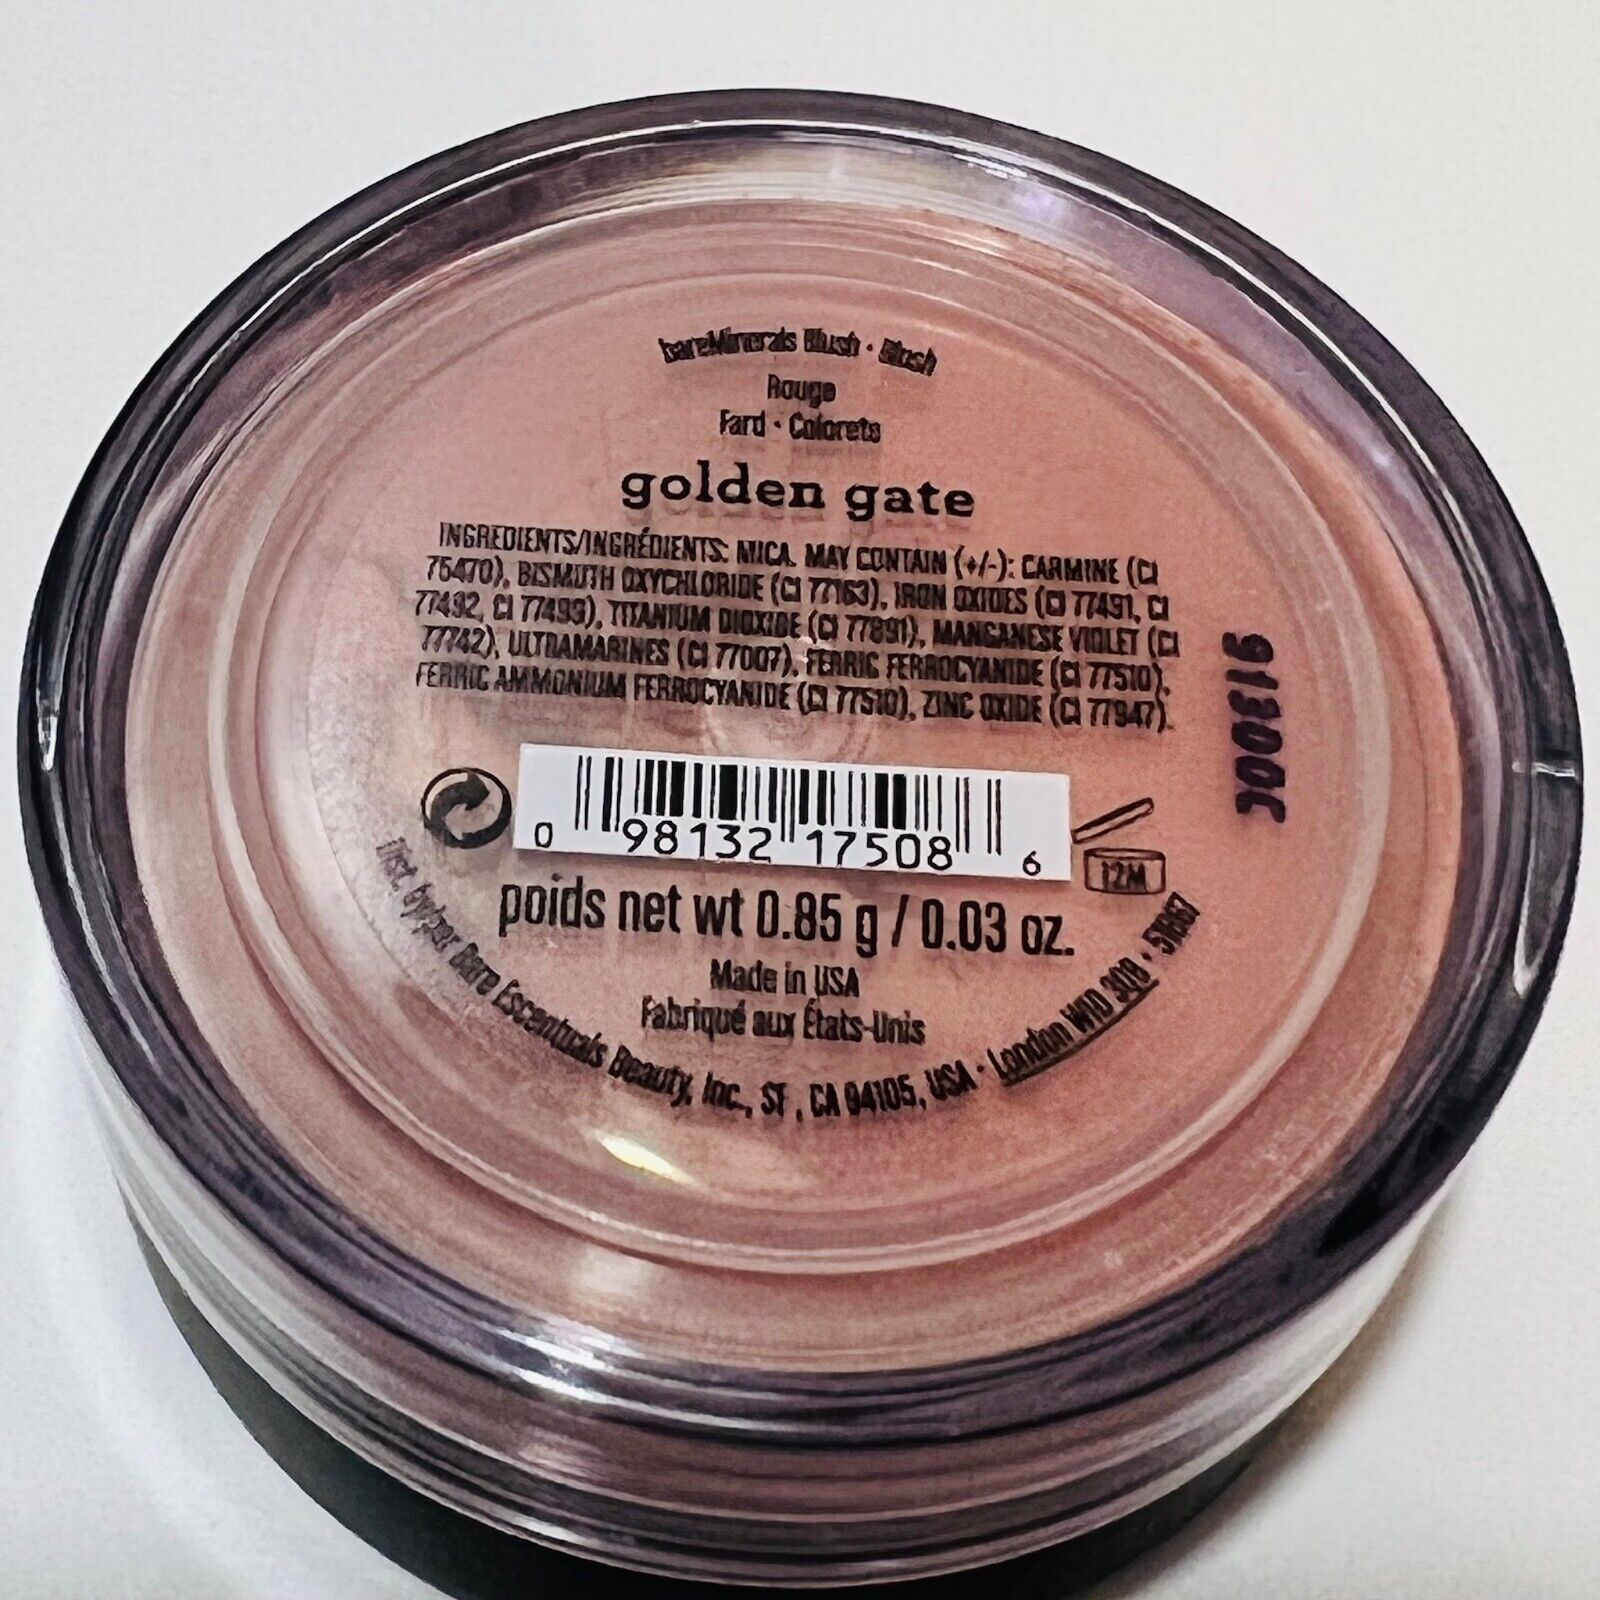 bareMinerals Blush • Blush
Rouge
Fard • Colorete
golden gate
INGREDIENTS/INGRÉDIENTS: MICA. MAY CONTAIN (+/-): CARMINE (CI
75470), BISMUTH OXYCHLORIDE (CI 77163), IRON OXIDES (CI 77491, CI
77492, CI 77499), TITANIUM DIOXIDE (CI 77891), MANGANESE VIOLET (CI
77742), ULTRAMARINES (CI 77007), FERRIC FERROCYANIDE (CI 77510),
FERRIC AMMONIUM FERROCYANIDE (CI 77510), ZINC OXIDE (CI 77947).
0 98132 17508 6
12M
poids net wt 0.85 g / 0.03 oz.
Made in USA
Fabriqué aux États-Unis
Dist. by/par Bare Escentuals Beauty, Inc., SF, CA 94105, USA • London W1D 3QB •